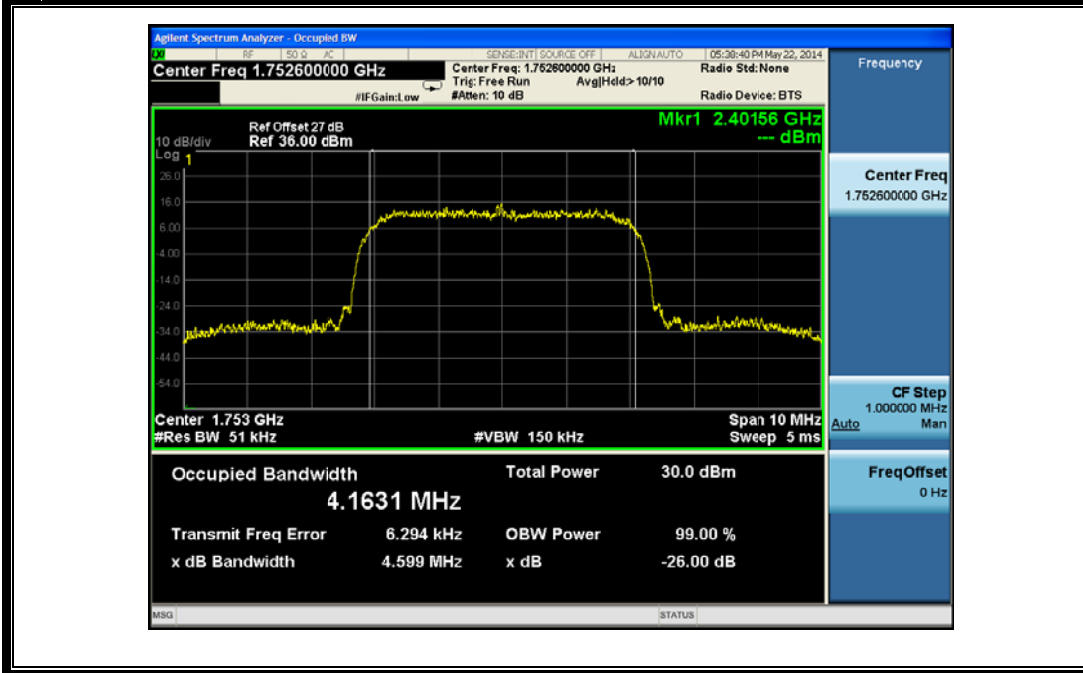 Agilent Spectrum Analyzer - Occupied BW
RF 50 Ω AC SENSE:INT SOURCE OFF ALIGN AUTO 05:38:40 PM May 22, 2014
Center Freq 1.752600000 GHz
Center Freq: 1.752600000 GHz
Radio Std: None
Trig: Free Run Avg|Hold:> 10/10
#IFGain:Low #Atten: 10 dB Radio Device: BTS
Ref Offset 27 dB
Mkr1 2.40156 GHz
10 dB/div Ref 36.00 dBm
--- dBm
Log
1
26.0
16.0
6.00
-4.00
-14.0
-24.0
-34.0
-44.0
-54.0
Center 1.753 GHz Span 10 MHz
#Res BW 51 kHz #VBW 150 kHz Sweep 5 ms
Occupied Bandwidth Total Power 30.0 dBm
4.1631 MHz
Transmit Freq Error 6.294 kHz OBW Power 99.00 %
x dB Bandwidth 4.599 MHz x dB -26.00 dB
MSG STATUS
Frequency
Center Freq
1.752600000 GHz
CF Step
1.000000 MHz
Auto Man
Freq Offset
0 Hz